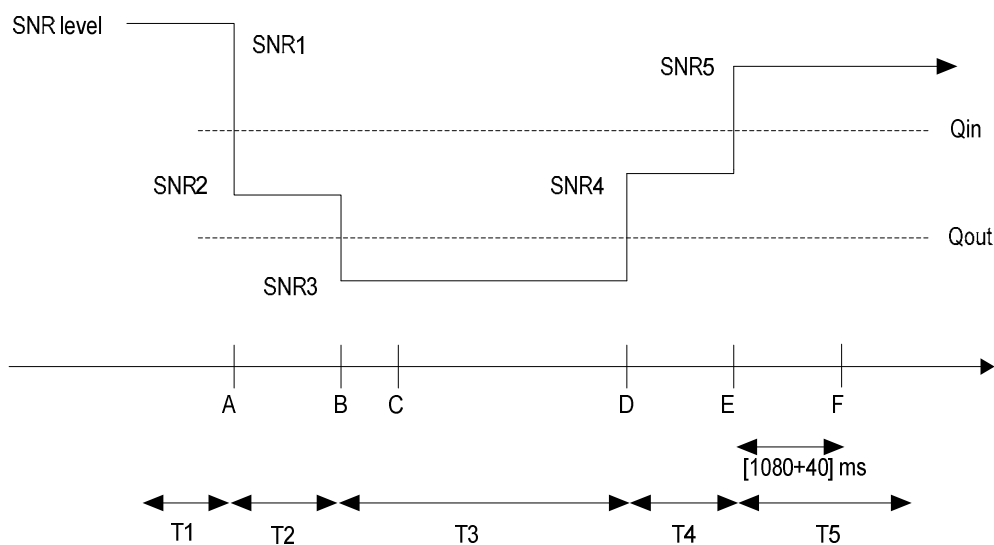 SNR level
SNR1
SNR5
Qin
SNR2
SNR4
Qout
SNR3
A B C D E F
[1080+40] ms
T1 T2 T3 T4 T5